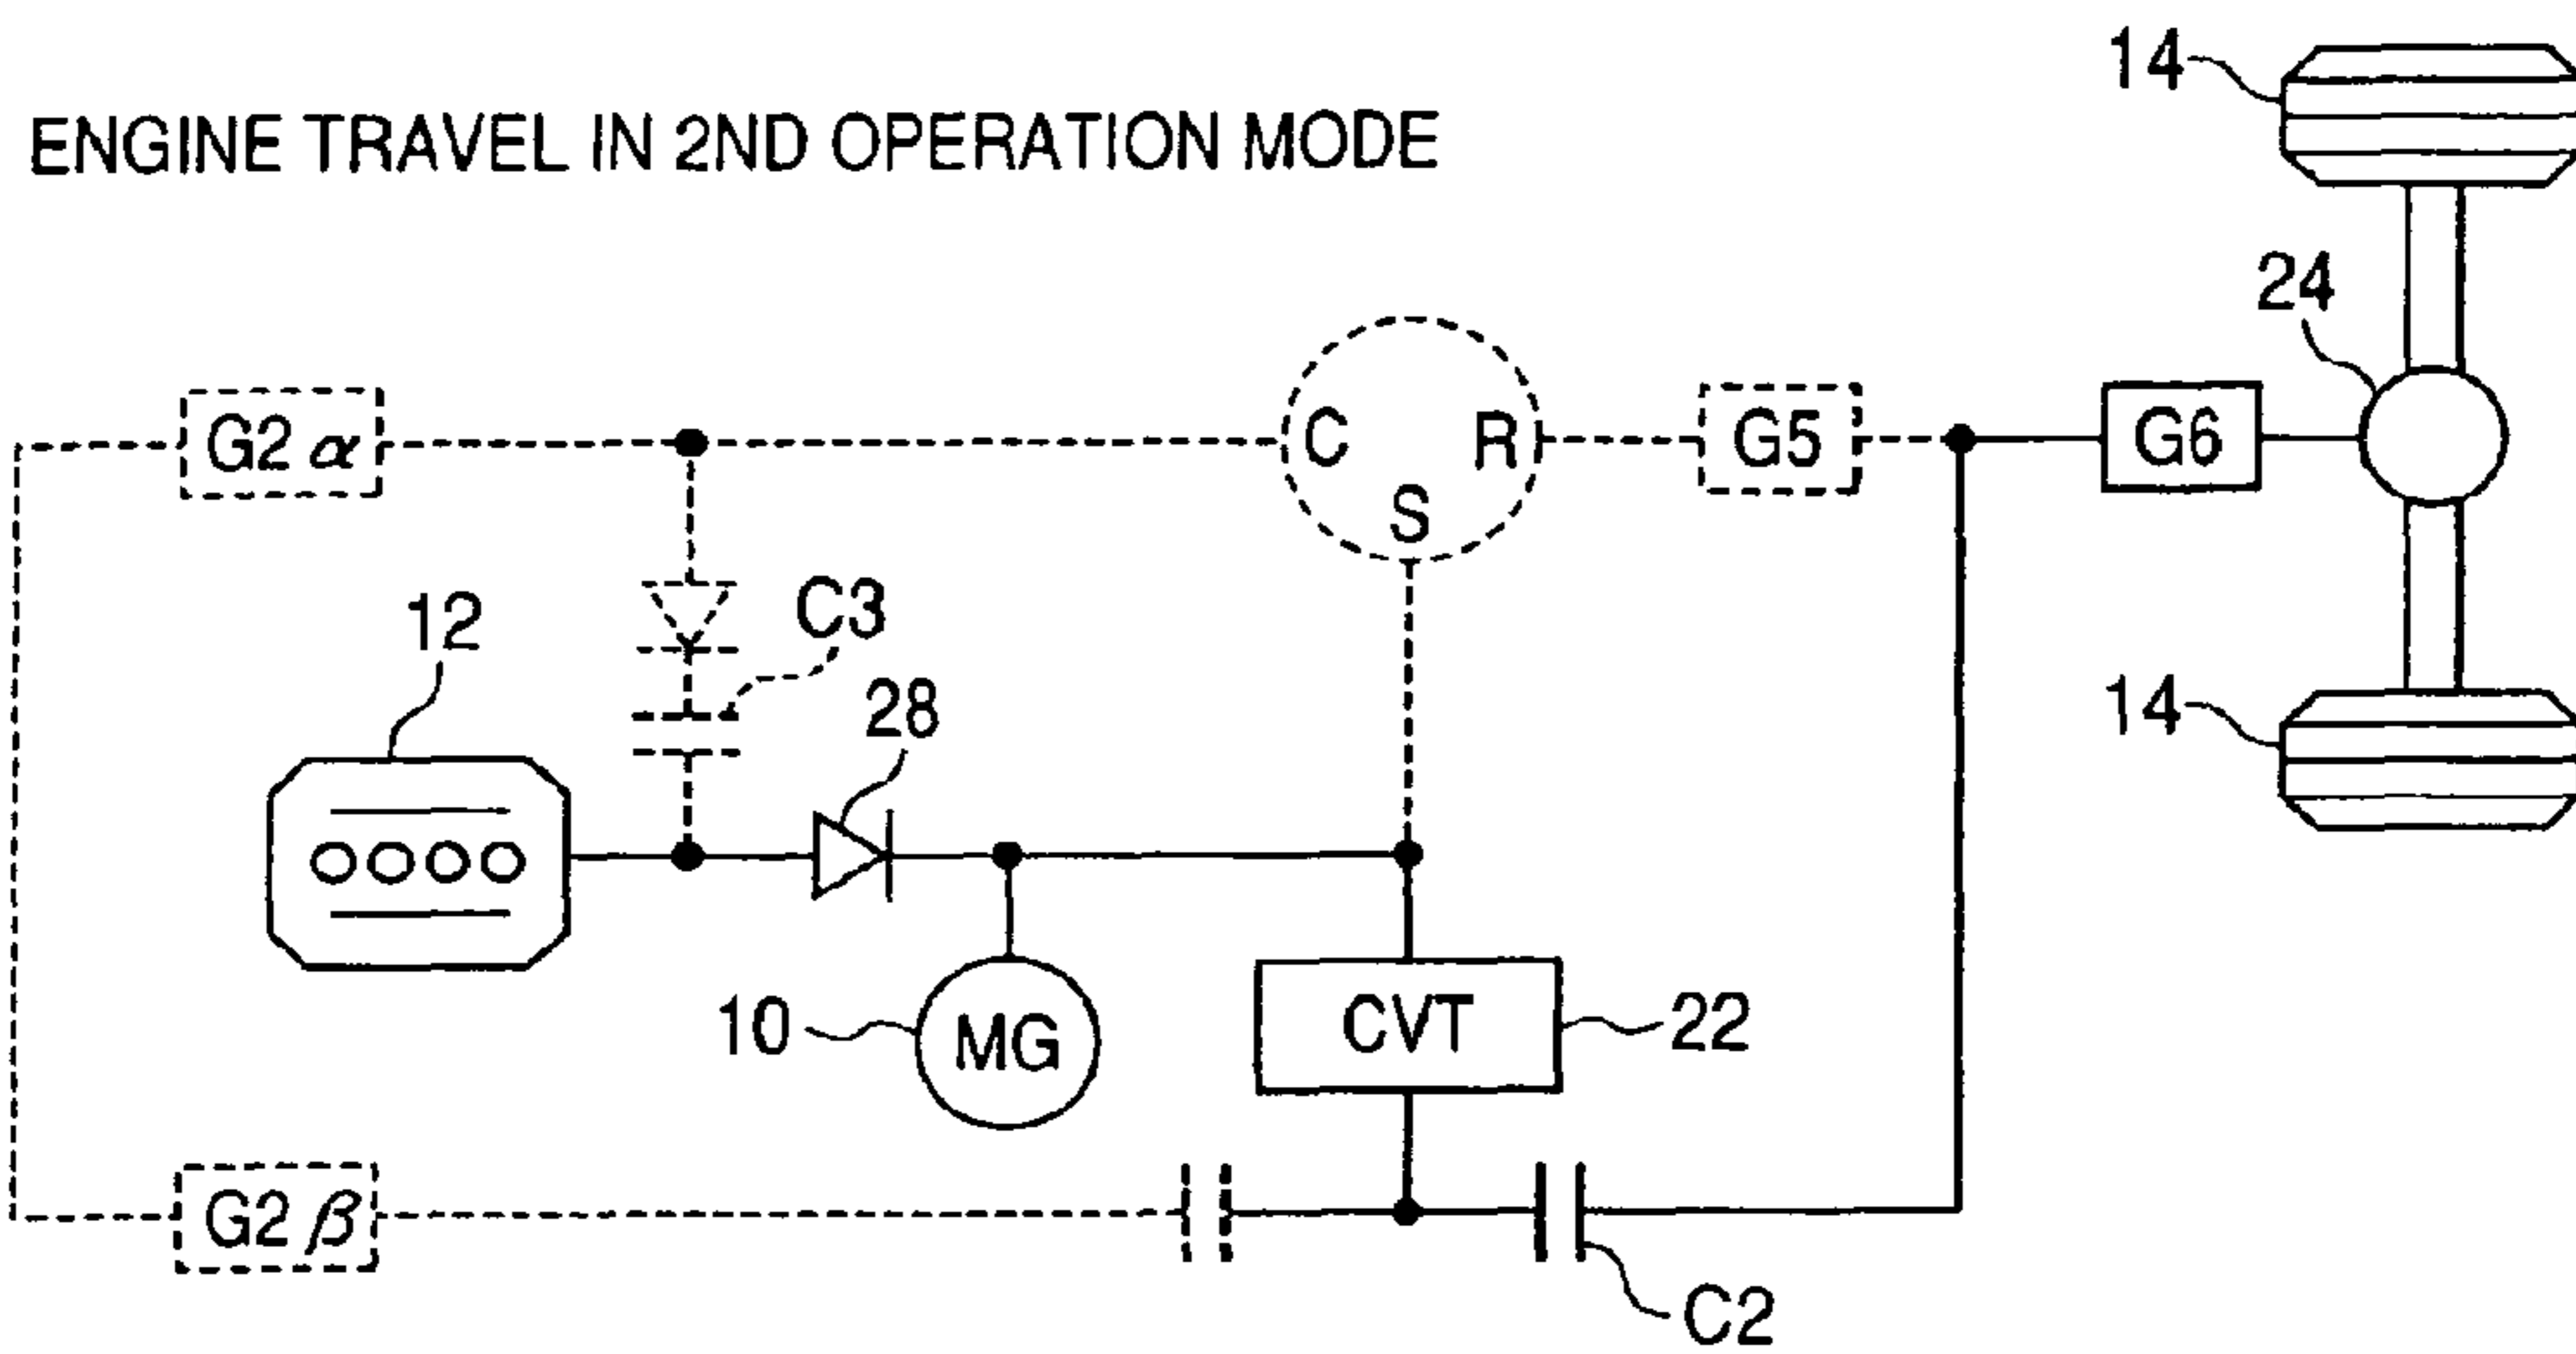 14
ENGINE TRAVEL IN 2ND OPERATION MODE
24
G2 α
C
R
S
G5
G6
12
C3
28
14
10
MG
CVT
22
G2 β
C2